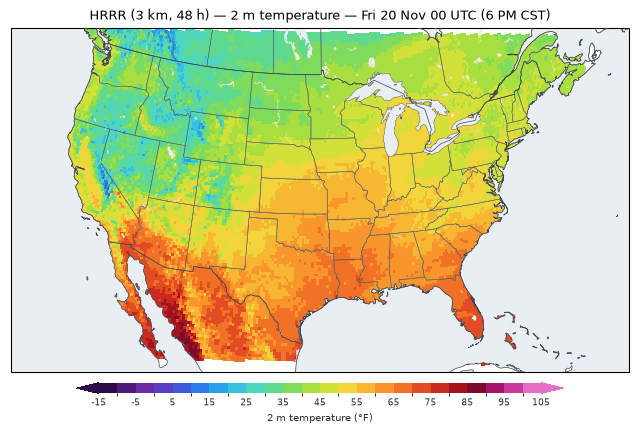 HRRR (3 km, 48 h) — 2 m temperature — Fri 20 Nov 00 UTC (6 PM CST)
-15 -5 5 15 25 35 45 55 65 75 85 95 105
2 m temperature (°F)